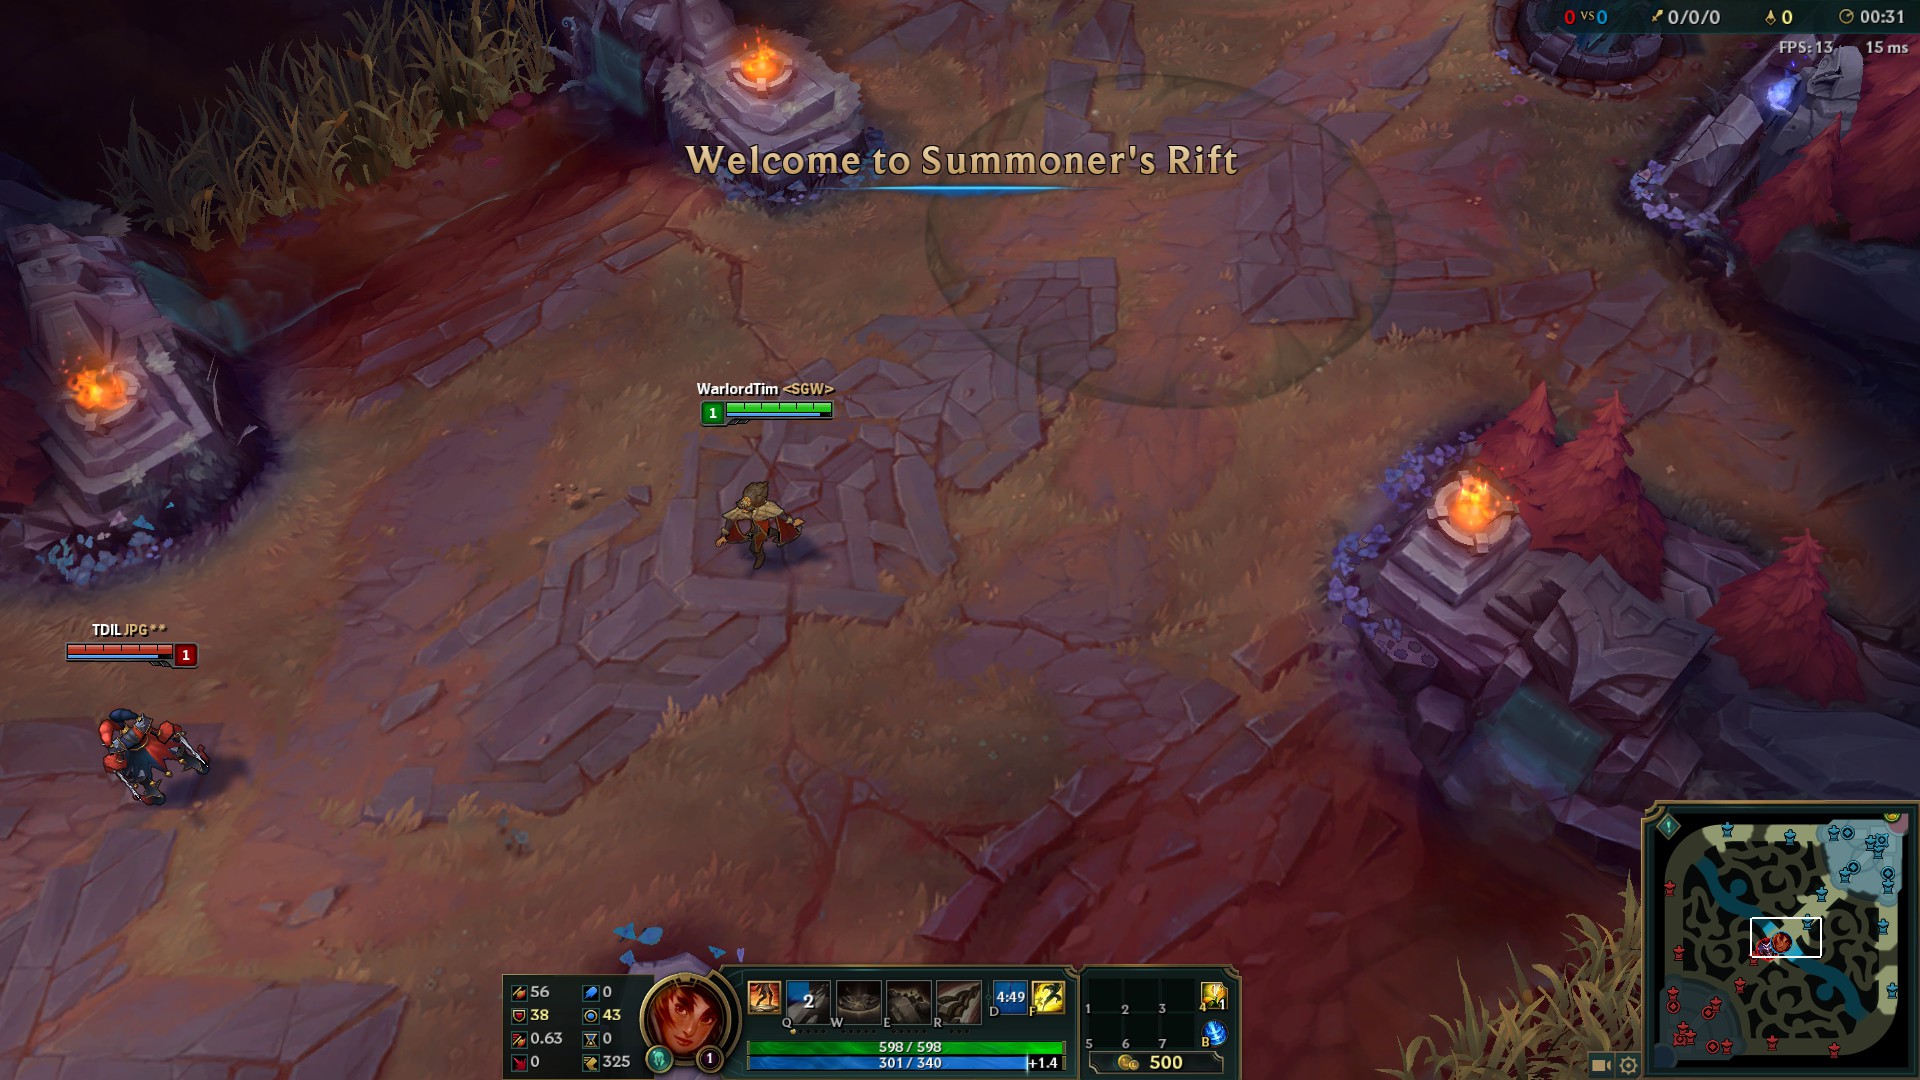 0 VS 0 0/0/0 0 00:31
FPS: 13 15 ms
Welcome to Summoner's Rift
WarlordTim <SGW>
1
TDILJPG**
1
56 0
38 43
0.63 0
0 325
1
2
Q W E R
4:49
D F
598 / 598
301 / 340 +1.4
1 2 3 4 1
5 6 7 B
500